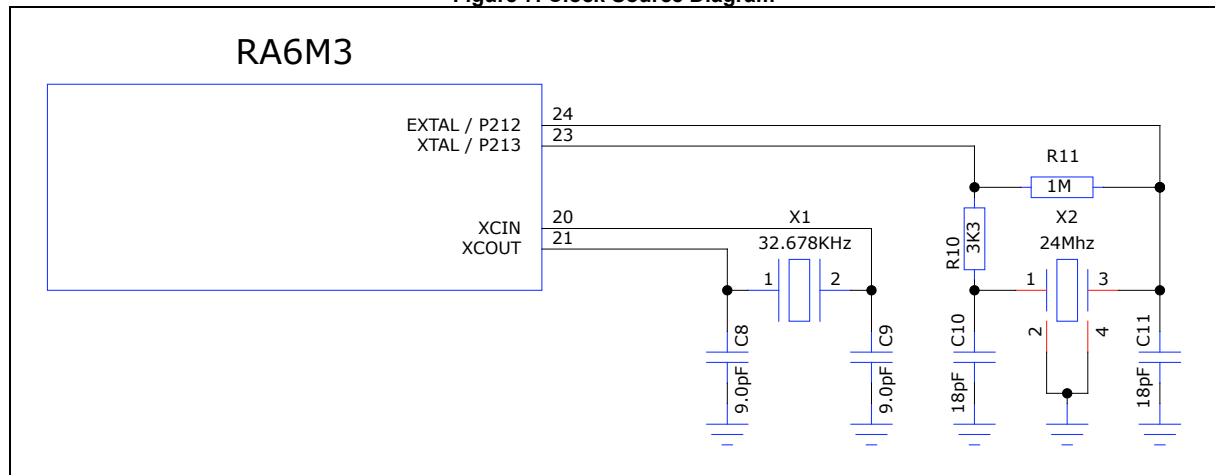 Figure Clock Source Diagram
RA6M3
EXTAL / P212 24
XTAL / P213 23
R11
1M
XCIN 20
XCOUT 21
X1
32.678KHz
R10
3K3
X2
24Mhz
1 2
1 3
2 4
C8
9.0pF
C9
9.0pF
C10
18pF
C11
18pF